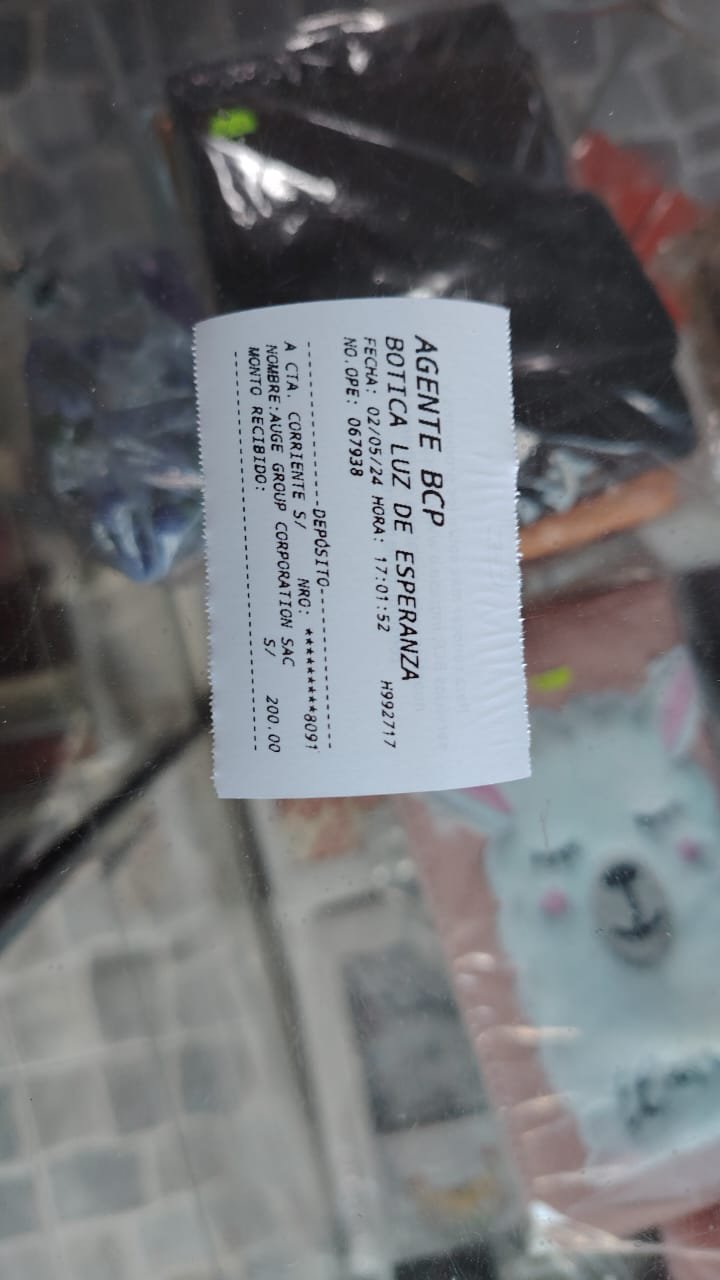 AGENTE BCP
BOTICA LUZ DE ESPERANZA
FECHA: 02/05/24 HORA: 17:01:52 H992717
NO.OPE: 067938
--------------------DEPÓSITO--------------------
A CTA. CORRIENTE S/ NRO: *********8091
NOMBRE:AUGE GROUP CORPORATION SAC
MONTO RECIBIDO: S/ 200.00
------------------------------------------------